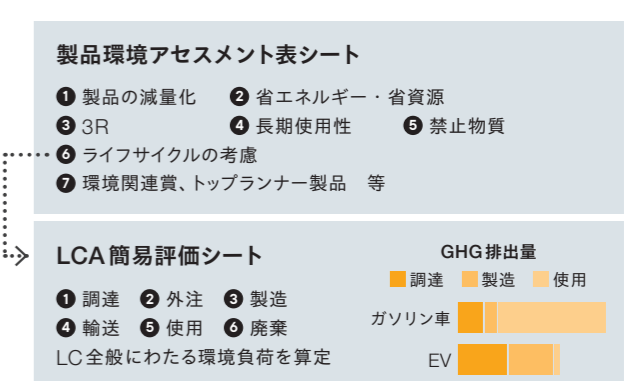 製品環境アセスメント表シート
❶ 製品の減量化 ❷ 省エネルギー・省資源
❸ 3R ❹ 長期使用性 ❺ 禁止物質
❻ ライフサイクルの考慮
❼ 環境関連賞、トップランナー製品 等
LCA簡易評価シート
❶ 調達 ❷ 外注 ❸ 製造
❹ 輸送 ❺ 使用 ❻ 廃棄
LC全般にわたる環境負荷を算定
GHG排出量
調達 製造 使用
ガソリン車
EV